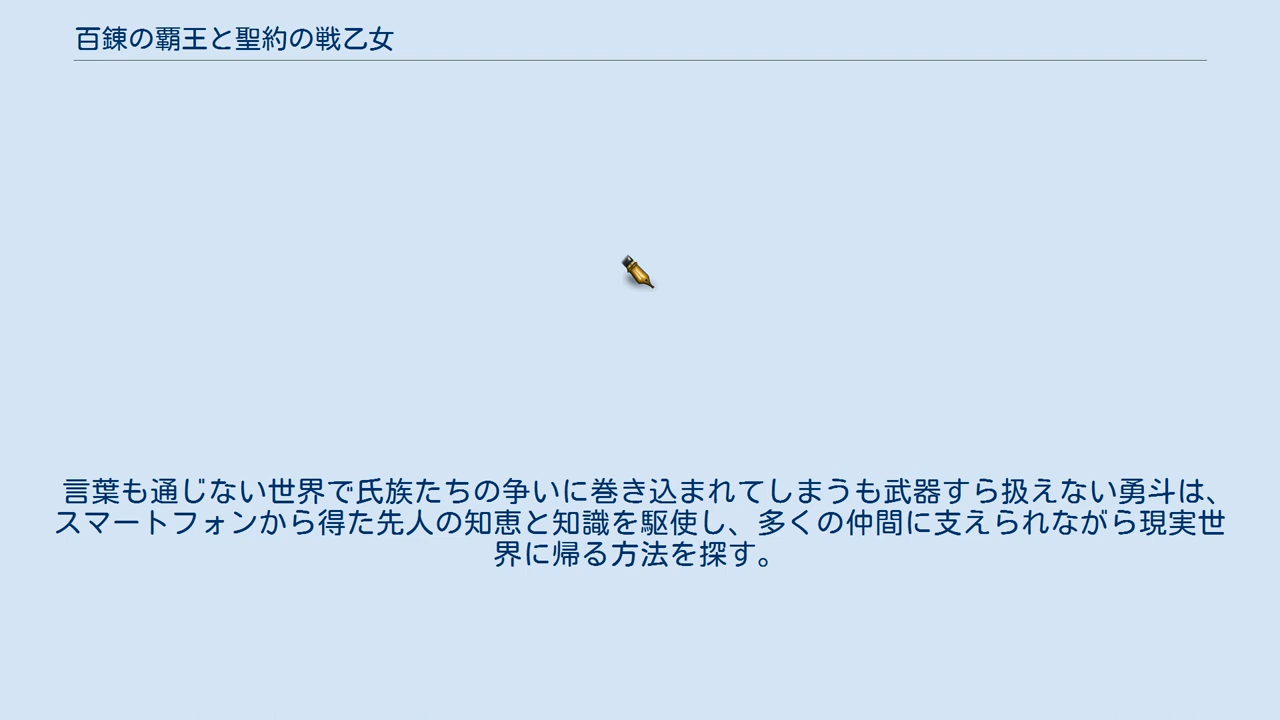 百錬の覇王と聖約の戦乙女
言葉も通じない世界で氏族たちの争いに巻き込まれてしまうも武器すら扱えない勇斗は、
スマートフォンから得た先人の知恵と知識を駆使し、多くの仲間に支えられながら現実世
界に帰る方法を探す。